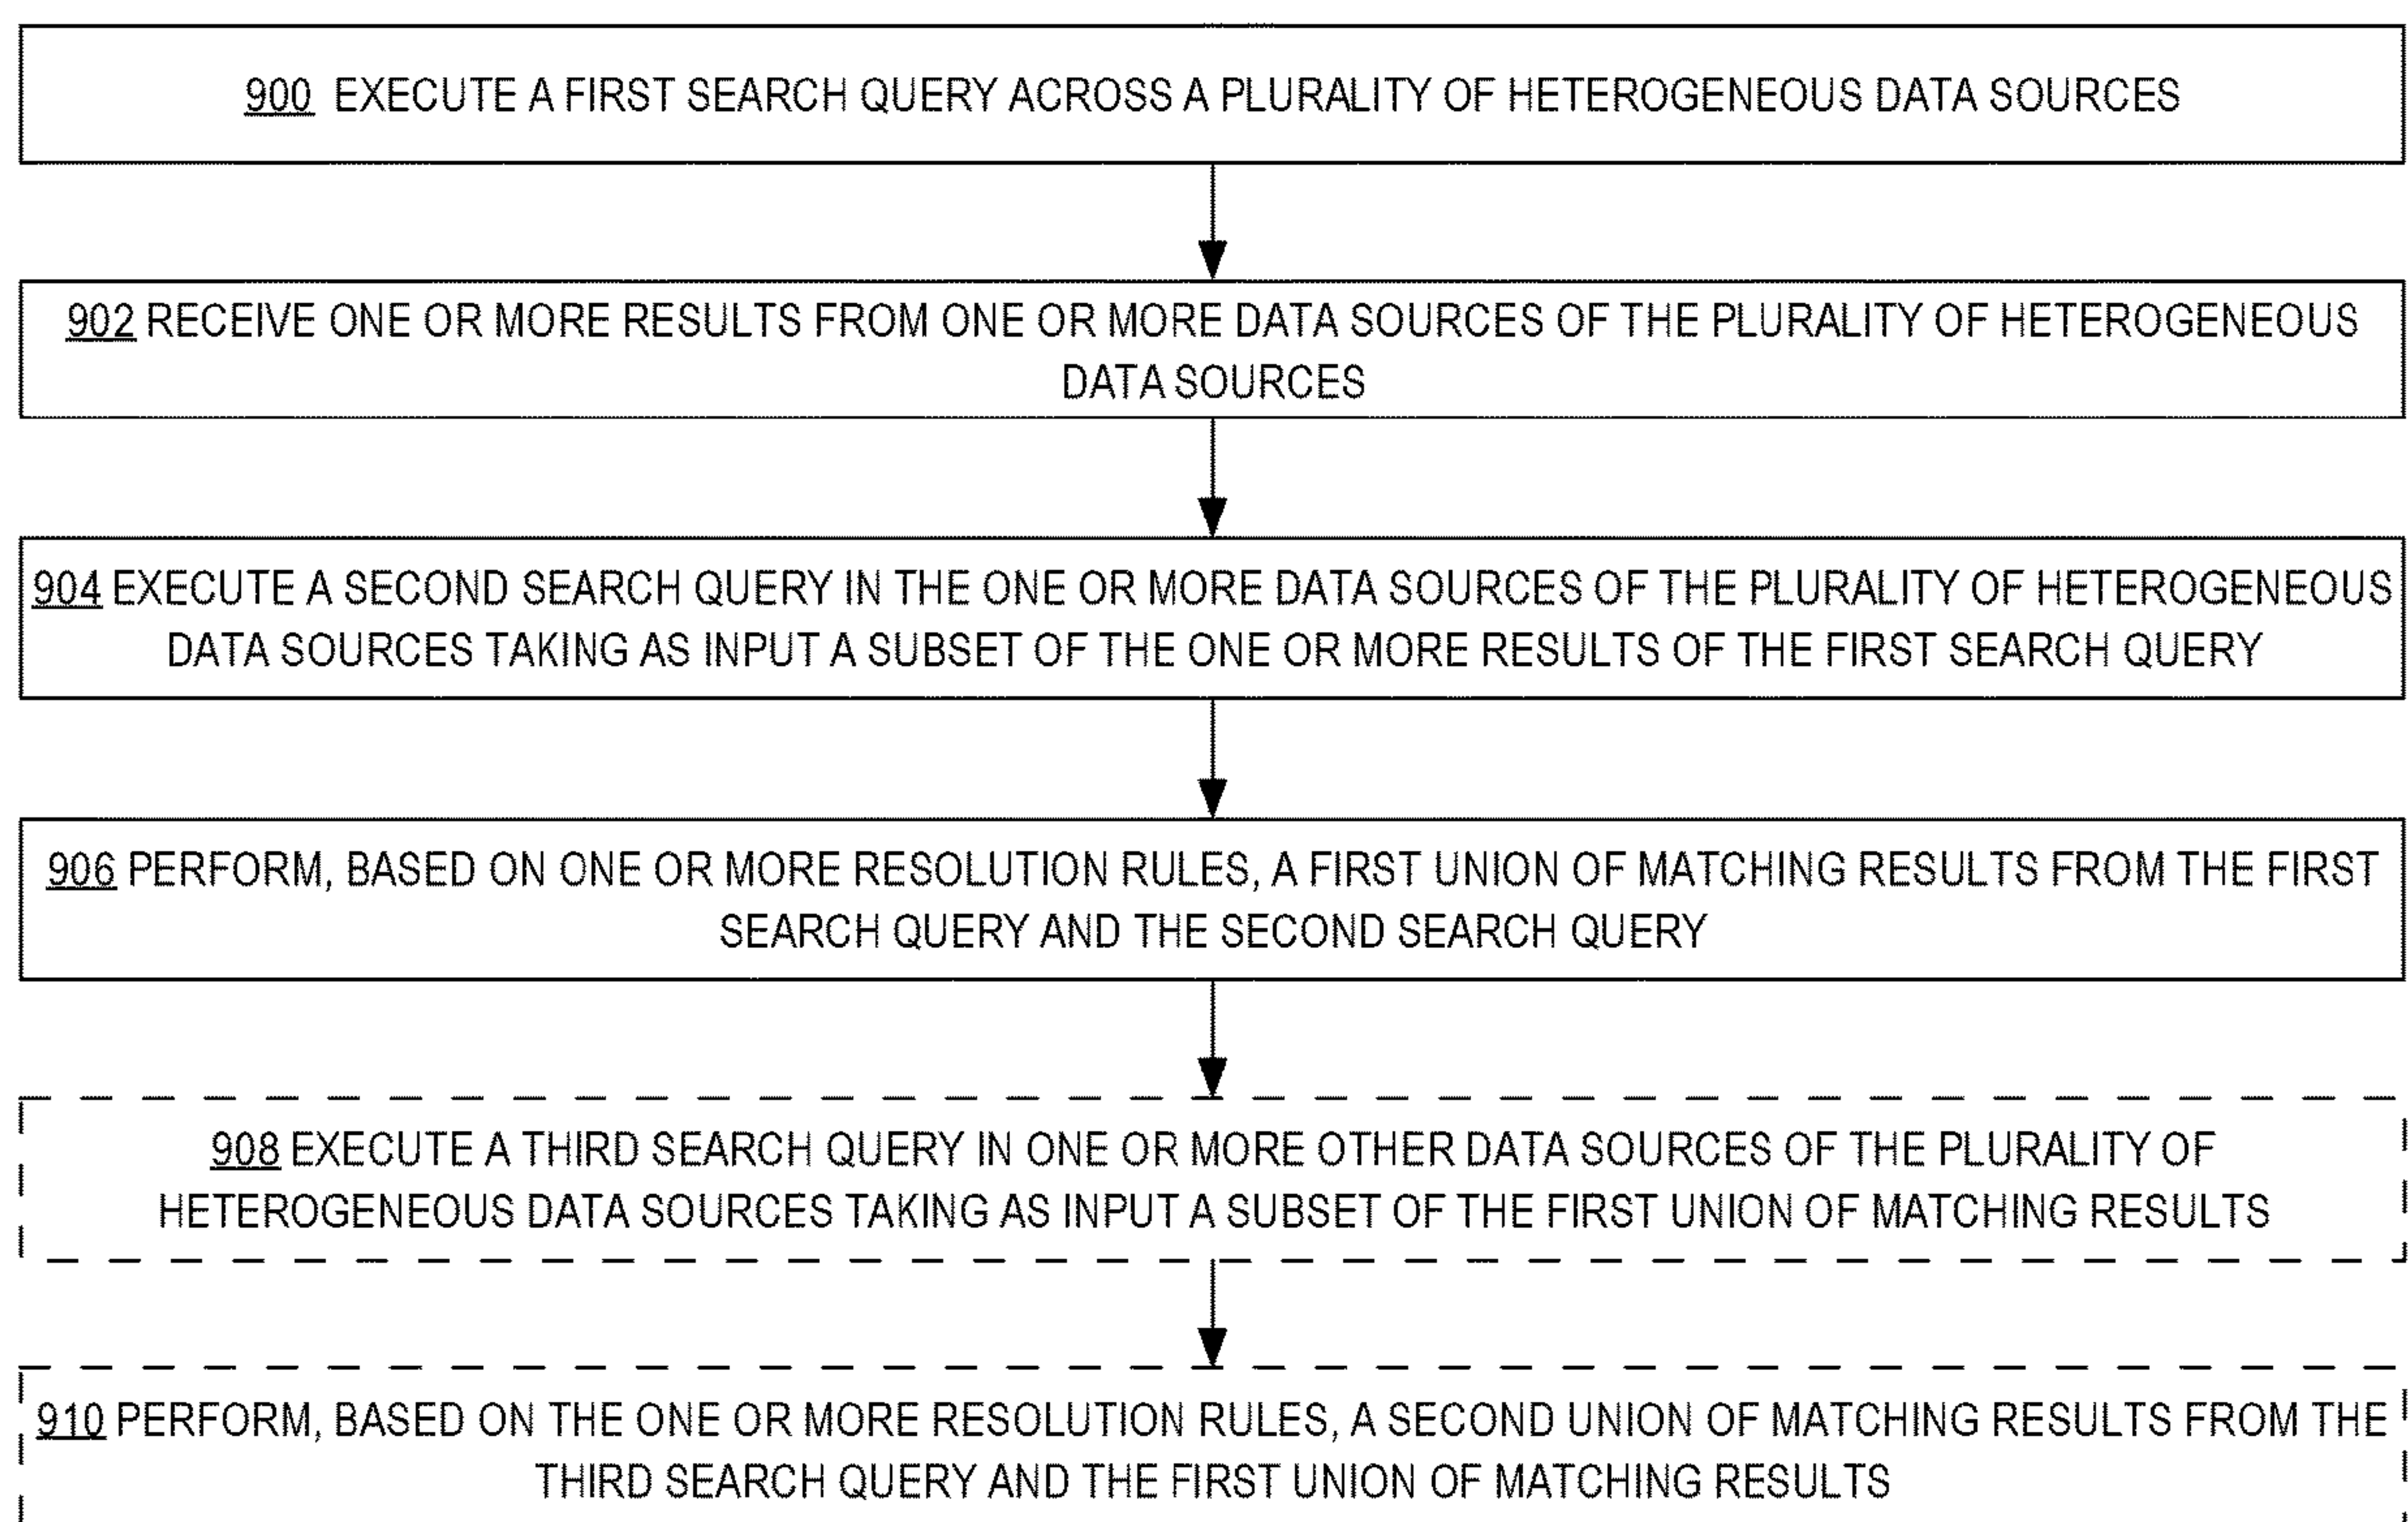 900 EXECUTE A FIRST SEARCH QUERY ACROSS A PLURALITY OF HETEROGENEOUS DATA SOURCES
902 RECEIVE ONE OR MORE RESULTS FROM ONE OR MORE DATA SOURCES OF THE PLURALITY OF HETEROGENEOUS
DATA SOURCES
904 EXECUTE A SECOND SEARCH QUERY IN THE ONE OR MORE DATA SOURCES OF THE PLURALITY OF HETEROGENEOUS
DATA SOURCES TAKING AS INPUT A SUBSET OF THE ONE OR MORE RESULTS OF THE FIRST SEARCH QUERY
906 PERFORM, BASED ON ONE OR MORE RESOLUTION RULES, A FIRST UNION OF MATCHING RESULTS FROM THE FIRST
SEARCH QUERY AND THE SECOND SEARCH QUERY
908 EXECUTE A THIRD SEARCH QUERY IN ONE OR MORE OTHER DATA SOURCES OF THE PLURALITY OF
HETEROGENEOUS DATA SOURCES TAKING AS INPUT A SUBSET OF THE FIRST UNION OF MATCHING RESULTS
910 PERFORM, BASED ON THE ONE OR MORE RESOLUTION RULES, A SECOND UNION OF MATCHING RESULTS FROM THE
THIRD SEARCH QUERY AND THE FIRST UNION OF MATCHING RESULTS